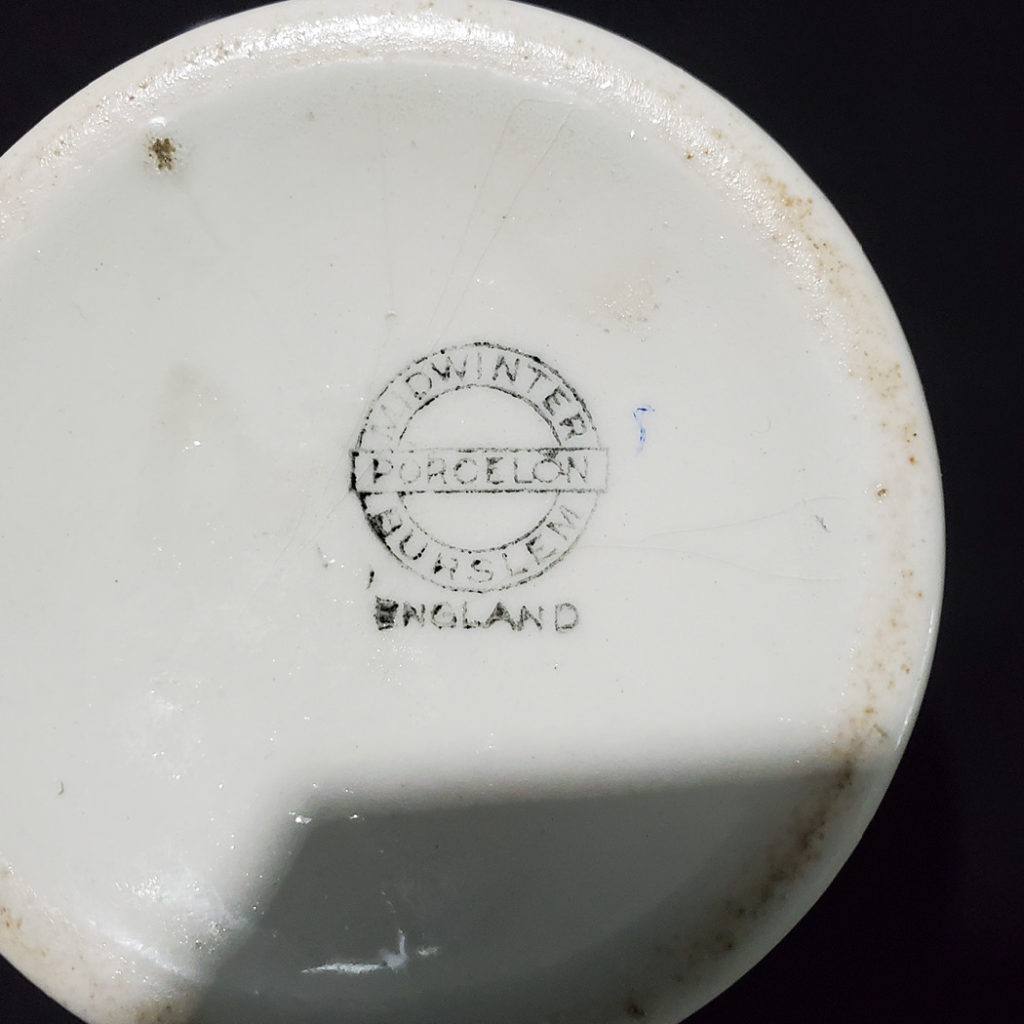 MIDWINTER
PORCELON
BURSLEM
ENGLAND